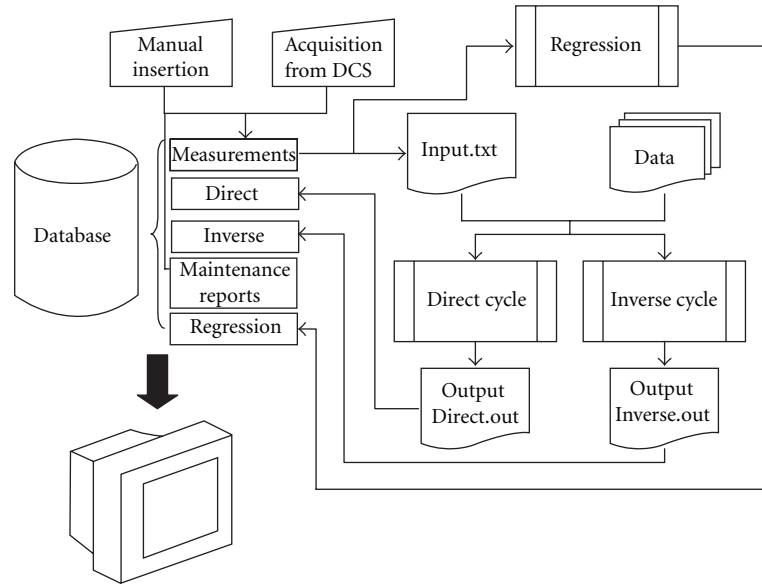 Manual
insertion
Acquisition
from DCS
Regression
Measurements
Input.txt
Data
Direct
Database
Inverse
Maintenance
reports
Direct cycle
Inverse cycle
Regression
Output
Direct.out
Output
Inverse.out